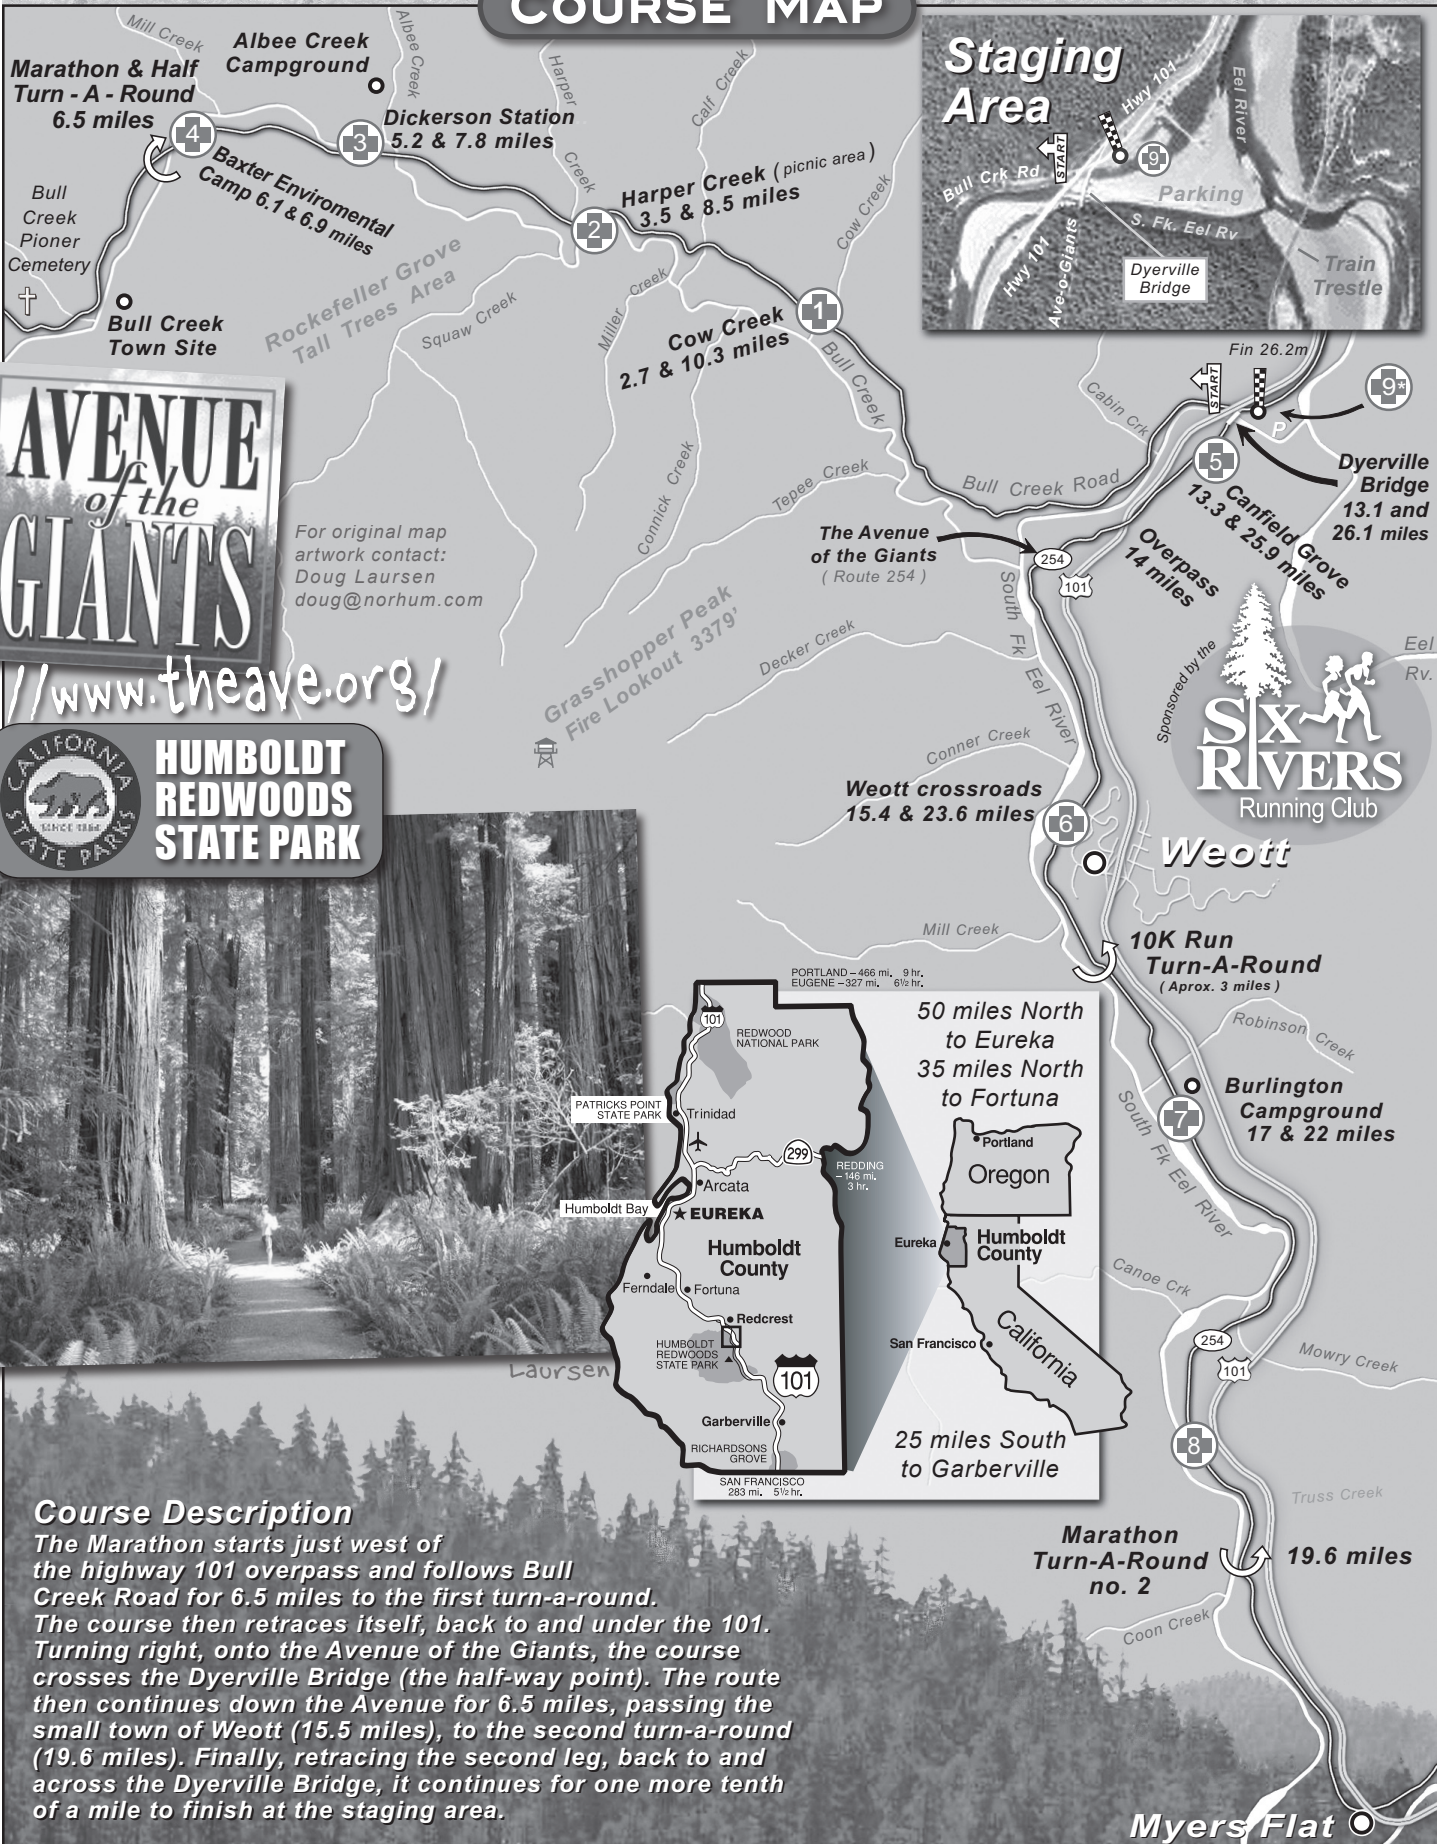 COURSE MAP
Mill Creek
Albee Creek
Campground
Albee Creek
Harper
Creek
Calf Creek
Marathon & Half
Turn - A - Round
6.5 miles
4
3
Dickerson Station
5.2 & 7.8 miles
Baxter Enviromental
Camp 6.1 & 6.9 miles
Bull
Creek
Pioner
Cemetery
Harper Creek ( picnic area )
3.5 & 8.5 miles
2
Cow Creek
Rockefeller Grove
Tall Trees Area
Squaw Creek
Miller Creek
Bull Creek
Town Site
Cow Creek
2.7 & 10.3 miles
1
Bull Creek
Staging
Area
Hwy 101
Eel River
START
9
Bull Crk Rd
Parking
S. Fk. Eel Rv
Hwy 101
Ave-o-Giants
Dyerville
Bridge
Train
Trestle
Fin 26.2m
START
9*
Cabin Crk
P
5
Dyerville
Bridge
13.1 and
26.1 miles
Canfield Grove
13.3 & 25.9 miles
Overpass
14 miles
Bull Creek Road
AVENUE
of the
GIANTS
For original map
artwork contact:
Doug Laursen
doug@norhum.com
Connick Creek
Tepee Creek
The Avenue
of the Giants
( Route 254 )
254
101
South Fk Eel River
//www.theave.org/
Grasshopper Peak
Fire Lookout 3379'
Decker Creek
Sponsored by the
SIX
RIVERS
Running Club
Eel
Rv.
CALIFORNIA
SINCE 1864
STATE PARKS
HUMBOLDT
REDWOODS
STATE PARK
Conner Creek
Weott crossroads
15.4 & 23.6 miles
6
Weott
Mill Creek
10K Run
Turn-A-Round
( Aprox. 3 miles )
Robinson Creek
Burlington
Campground
17 & 22 miles
7
South Fk Eel River
PORTLAND – 466 mi. 9 hr.
EUGENE – 327 mi. 6½ hr.
101
REDWOOD
NATIONAL PARK
PATRICKS POINT
STATE PARK
Trinidad
299
REDDING
– 146 mi.
3 hr.
Arcata
Humboldt Bay
★ EUREKA
Humboldt
County
Ferndale
Fortuna
Redcrest
HUMBOLDT
REDWOODS
STATE PARK
101
Garberville
RICHARDSONS
GROVE
SAN FRANCISCO
283 mi. 5½ hr.
50 miles North
to Eureka
35 miles North
to Fortuna
Portland
Oregon
Eureka
Humboldt
County
San Francisco
California
25 miles South
to Garberville
Laursen
Canoe Crk
254
101
Mowry Creek
8
Truss Creek
Marathon
Turn-A-Round
no. 2
19.6 miles
Coon Creek
Myers Flat
Course Description
The Marathon starts just west of
the highway 101 overpass and follows Bull
Creek Road for 6.5 miles to the first turn-a-round.
The course then retraces itself, back to and under the 101.
Turning right, onto the Avenue of the Giants, the course
crosses the Dyerville Bridge (the half-way point). The route
then continues down the Avenue for 6.5 miles, passing the
small town of Weott (15.5 miles), to the second turn-a-round
(19.6 miles). Finally, retracing the second leg, back to and
across the Dyerville Bridge, it continues for one more tenth
of a mile to finish at the staging area.